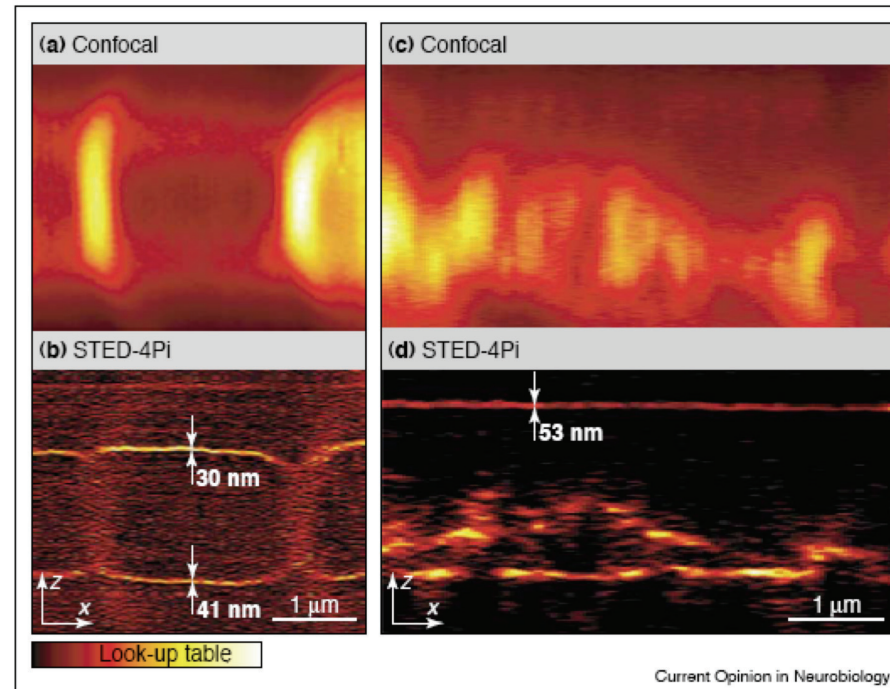 (a) Confocal
(c) Confocal
(b) STED-4Pi
(d) STED-4Pi
53 nm
30 nm
z
x
41 nm
1 μm
z
x
1 μm
Look-up table
Current Opinion in Neurobiology